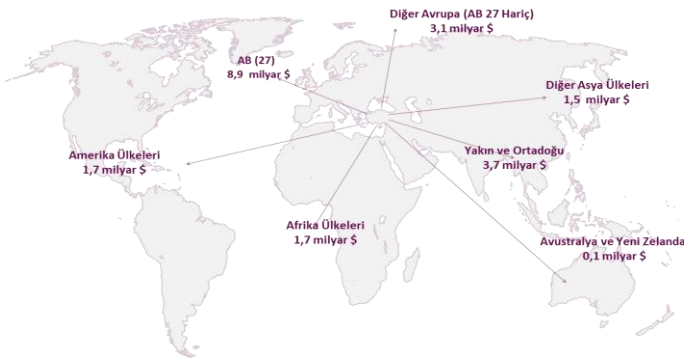 Diğer Avrupa (AB 27 Hariç)
3,1 milyar $
AB (27)
8,9 milyar $
Diğer Asya Ülkeleri
1,5 milyar $
Amerika Ülkeleri
1,7 milyar $
Yakın ve Ortadoğu
3,7 milyar $
Afrika Ülkeleri
1,7 milyar $
Avustralya ve Yeni Zelanda
0,1 milyar $